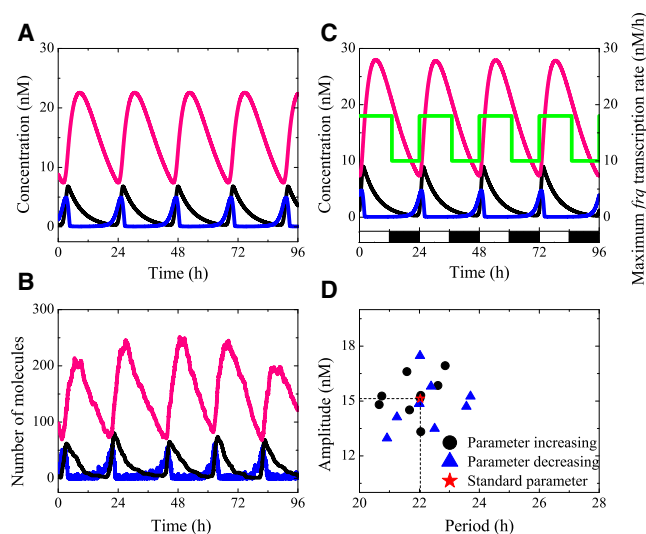 A
30
20
10
0
Concentration (nM)
0 24 48 72 96
Time (h)
C
30
20
10
0
Concentration (nM)
30
20
10
0
Maximum frq transcription rate (nM/h)
0 24 48 72 96
Time (h)
B
300
200
100
0
Number of molecules
0 24 48 72 96
Time (h)
D
18
15
12
Amplitude (nM)
Parameter increasing
Parameter decreasing
Standard parameter
20 22 24 26 28
Period (h)